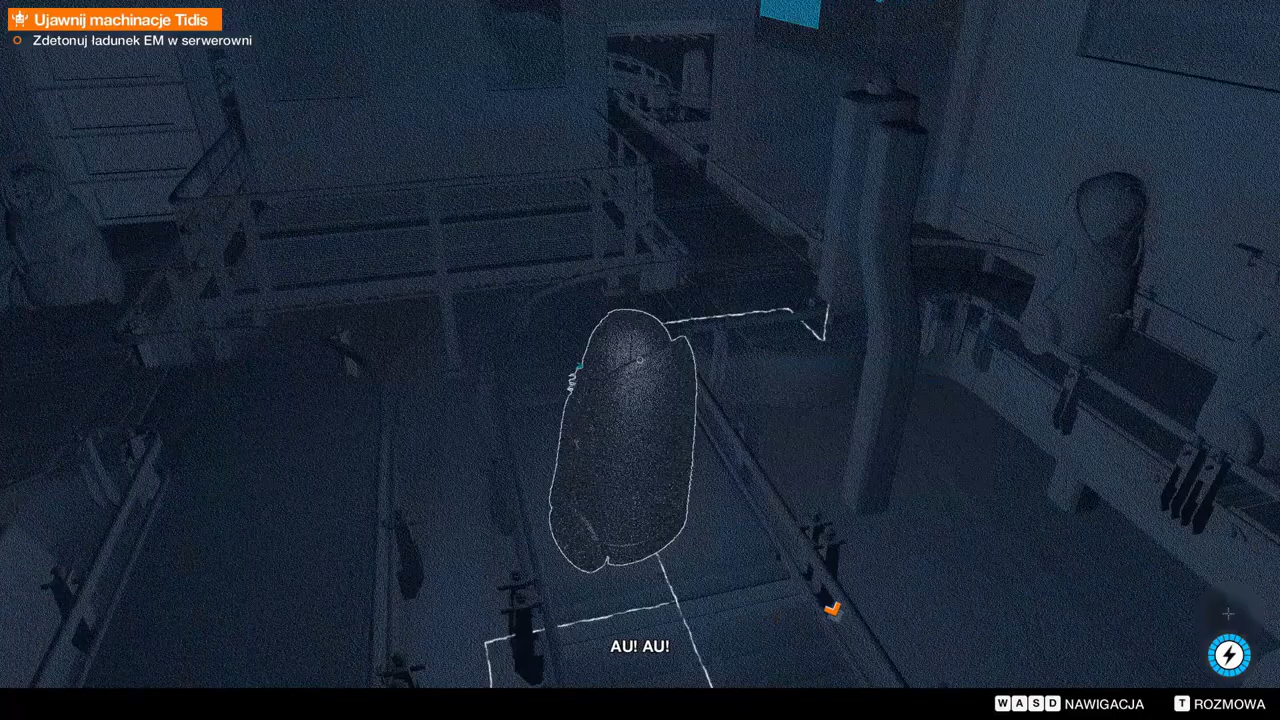 Ujawnij machinacje Tidis
Zdetonuj ładunek EM w serwerowni
AU! AU!
W A S D NAWIGACJA T ROZMOWA